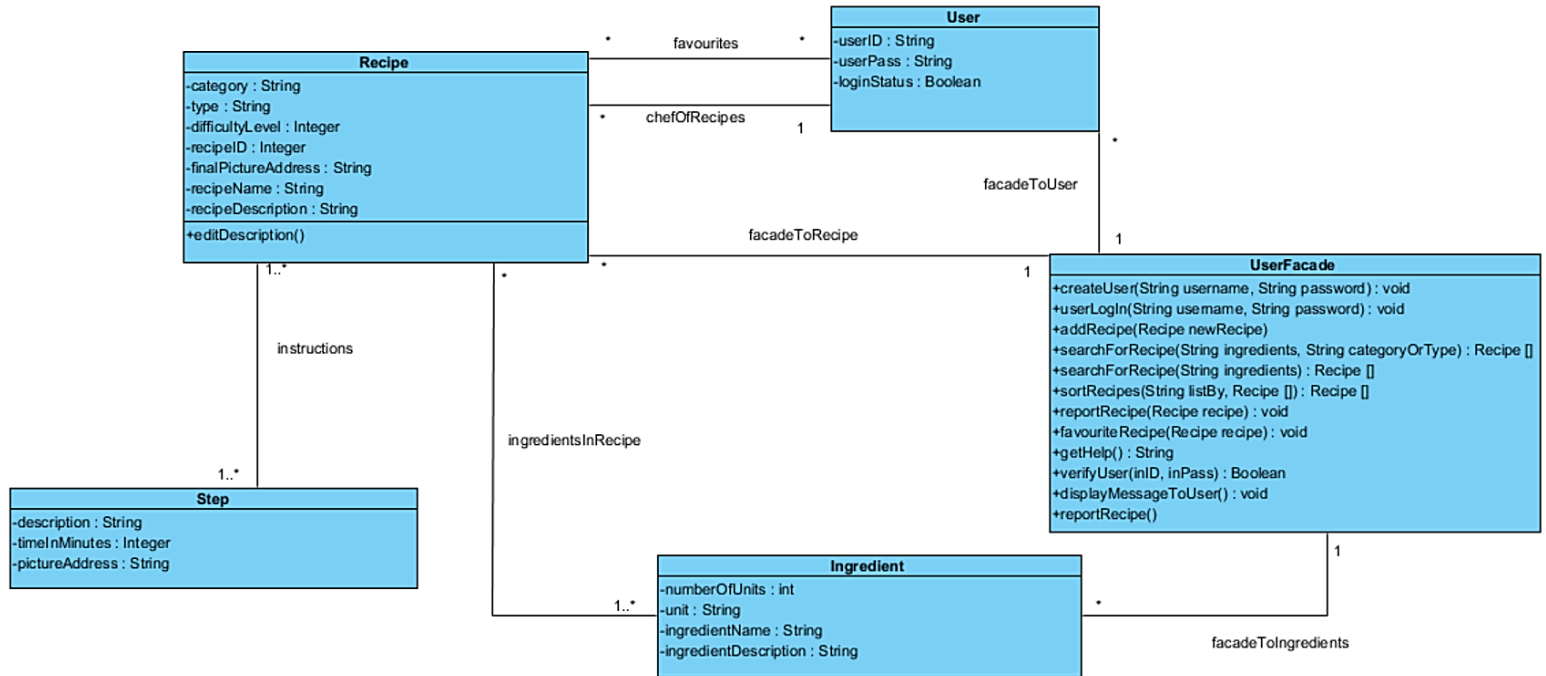 User
-userID : String
-userPass : String
-loginStatus : Boolean
* favourites *
* chefOfRecipes 1
Recipe
-category : String
-type : String
-difficultyLevel : Integer
-recipeID : Integer
-finalPictureAddress : String
-recipeName : String
-recipeDescription : String
+editDescription()
*
facadeToUser
1
* facadeToRecipe 1
UserFacade
+createUser(String username, String password) : void
+userLogIn(String username, String password) : void
+addRecipe(Recipe newRecipe)
+searchForRecipe(String ingredients, String categoryOrType) : Recipe []
+searchForRecipe(String ingredients) : Recipe []
+sortRecipes(String listBy, Recipe []) : Recipe []
+reportRecipe(Recipe recipe) : void
+favouriteRecipe(Recipe recipe) : void
+getHelp() : String
+verifyUser(inID, inPass) : Boolean
+displayMessageToUser() : void
+reportRecipe()
1..*
instructions
1..*
Step
-description : String
-timeInMinutes : Integer
-pictureAddress : String
*
ingredientsInRecipe
1..*
Ingredient
-numberOfUnits : int
-unit : String
-ingredientName : String
-ingredientDescription : String
1
*
facadeToIngredients